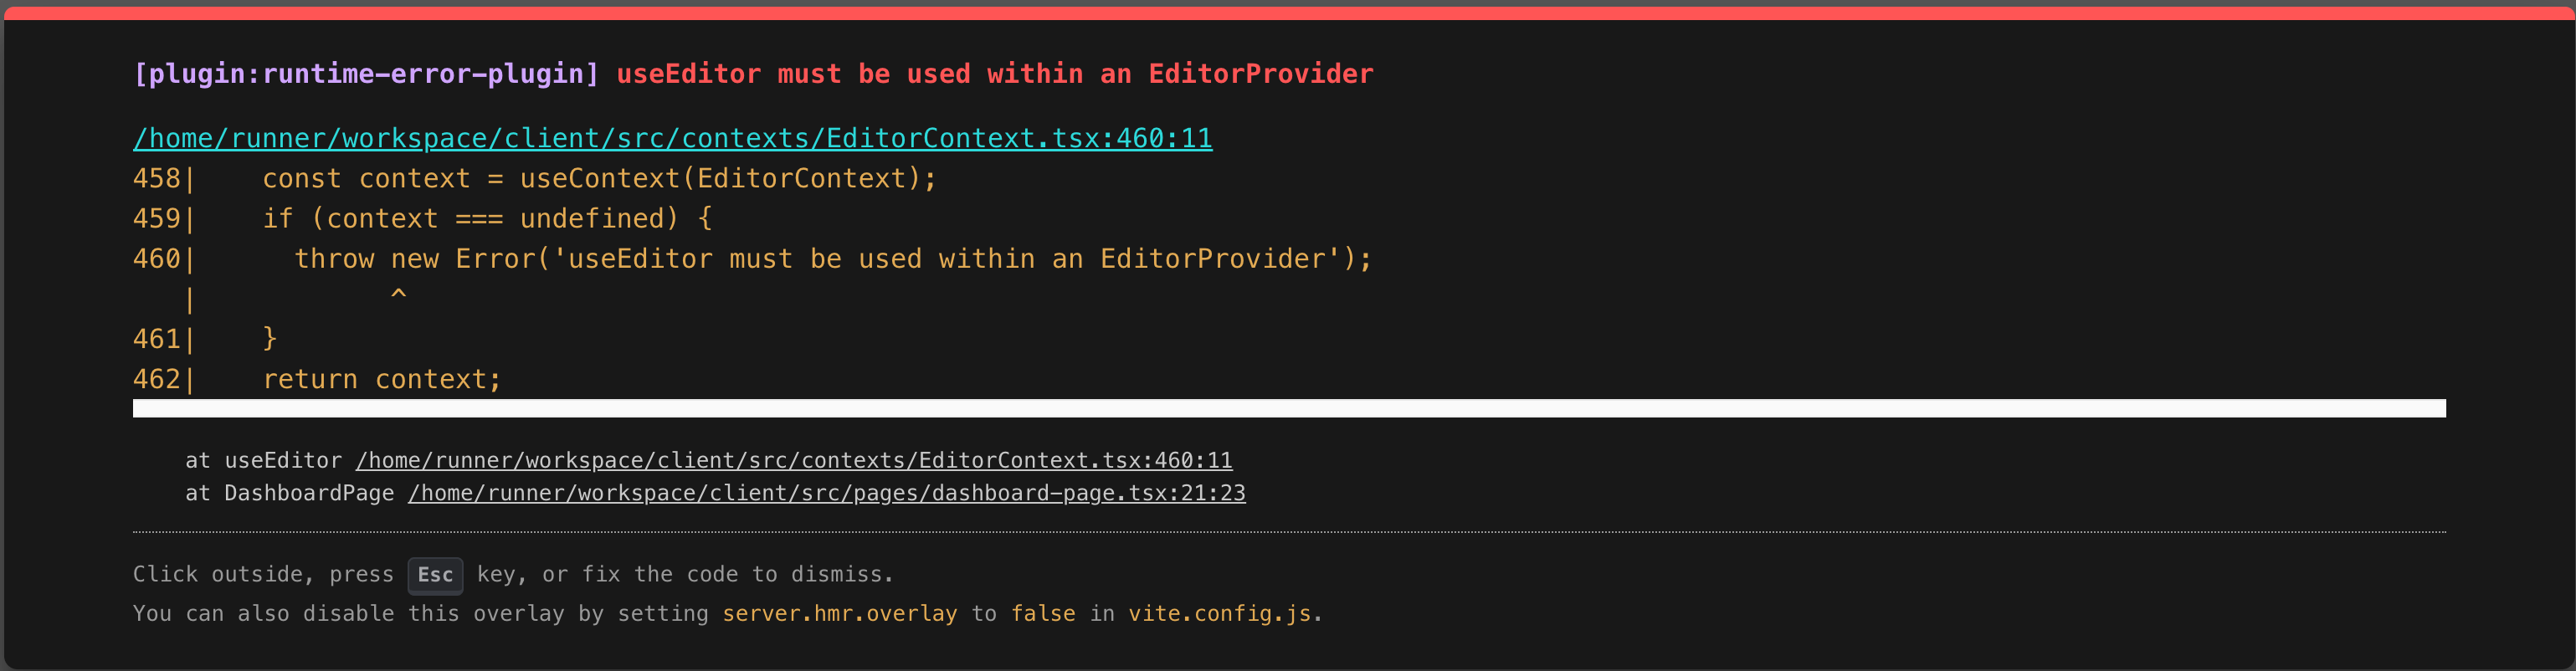 [plugin:runtime-error-plugin] useEditor must be used within an EditorProvider
/home/runner/workspace/client/src/contexts/EditorContext.tsx:460:11
458|    const context = useContext(EditorContext);
459|    if (context === undefined) {
460|      throw new Error('useEditor must be used within an EditorProvider');
   |            ^
461|    }
462|    return context;
    at useEditor /home/runner/workspace/client/src/contexts/EditorContext.tsx:460:11
    at DashboardPage /home/runner/workspace/client/src/pages/dashboard-page.tsx:21:23
Click outside, press Esc key, or fix the code to dismiss.
You can also disable this overlay by setting server.hmr.overlay to false in vite.config.js.